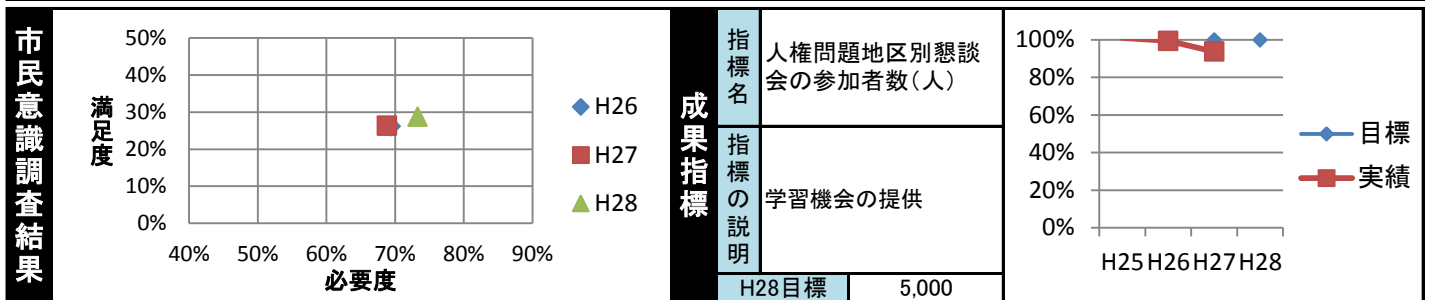 市民意識調査結果
50%
40%
30%
20%
10%
0%
満足度
40% 50% 60% 70% 80% 90%
必要度
H26
H27
H28
成果指標
指標名
人権問題地区別懇談
会の参加者数(人)
指標の説明
学習機会の提供
H28目標 5,000
100%
80%
60%
40%
20%
0%
H25 H26 H27 H28
目標
実績